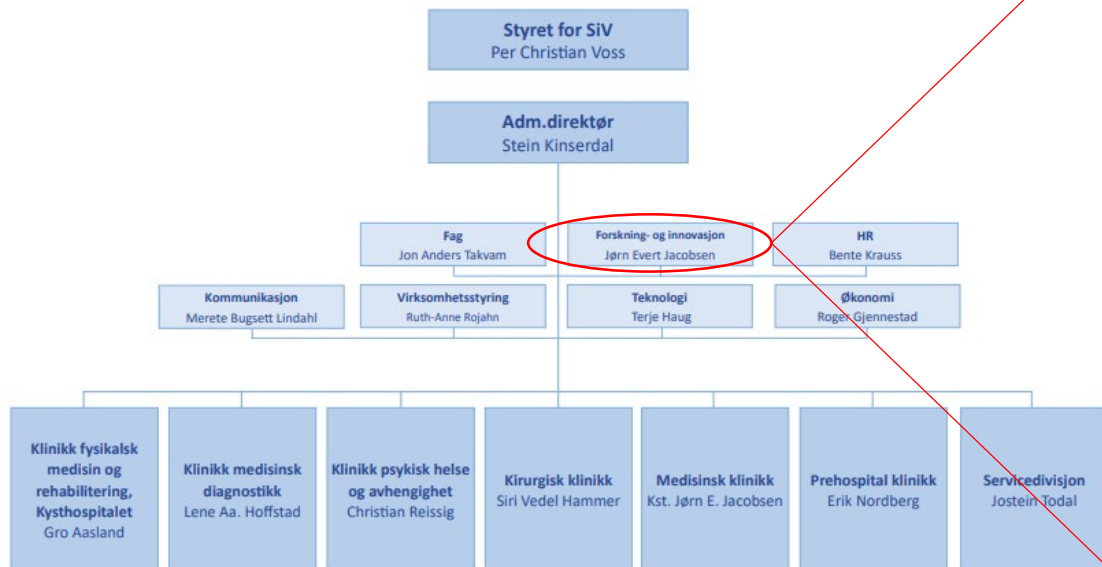 Styret for SiV
Per Christian Voss
Adm.direktør
Stein Kinserdal
Fag
Jon Anders Takvam
Forskning- og innovasjon
Jørn Evert Jacobsen
HR
Bente Krauss
Kommunikasjon
Merete Bugsett Lindahl
Virksomhetsstyring
Ruth-Anne Rojahn
Teknologi
Terje Haug
Økonomi
Roger Gjennestad
Klinikk fysikalsk
medisin og
rehabilitering,
Kysthospitalet
Gro Aasland
Klinikk medisinsk
diagnostikk
Lene Aa. Hoffstad
Klinikk psykisk helse
og avhengighet
Christian Reissig
Kirurgisk klinikk
Siri Vedel Hammer
Medisinsk klinikk
Kst. Jørn E. Jacobsen
Prehospital klinikk
Erik Nordberg
Servicedivisjon
Jostein Todal